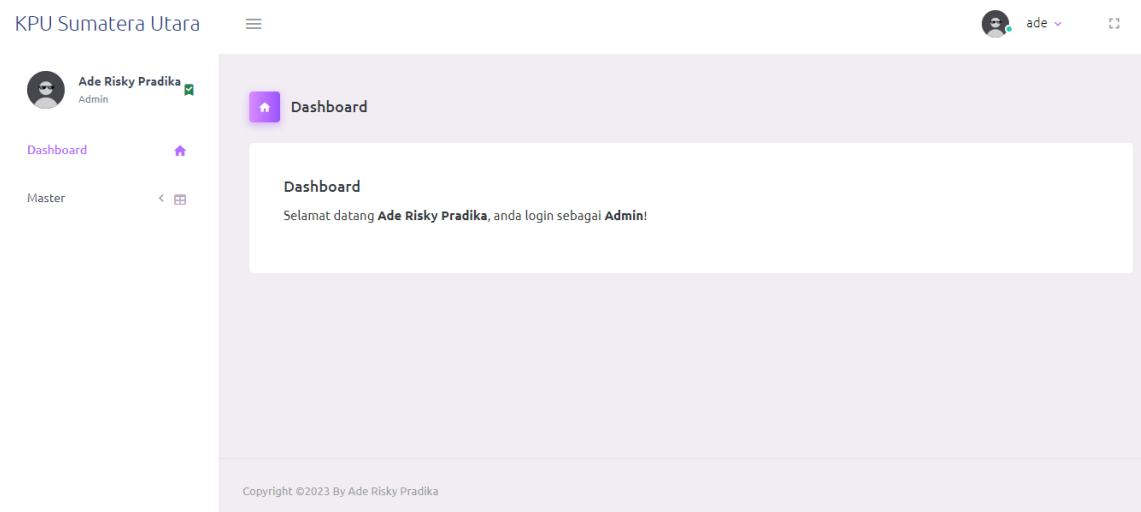 KPU Sumatera Utara
ade
Ade Risky Pradika
Admin
Dashboard
Master
Dashboard
Dashboard
Selamat datang Ade Risky Pradika, anda login sebagai Admin!
Copyright ©2023 By Ade Risky Pradika